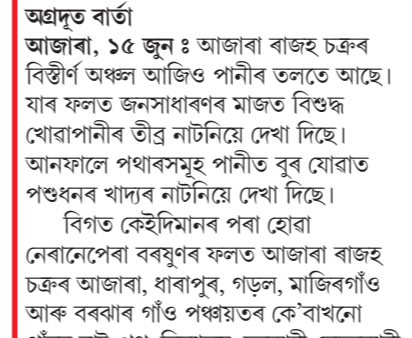 অগ্ৰদূত বাৰ্তা
আজাৰা, ১৫ জুন ঃ আজাৰা ৰাজহ চক্ৰৰ
বিস্তীৰ্ণ অঞ্চল আজিও পানীৰ তলতে আছে।
যাৰ ফলত জনসাধাৰণৰ মাজত বিশুদ্ধ
খোৱাপানীৰ তীব্ৰ নাটনিয়ে দেখা দিছে।
আনফালে পথাৰসমূহ পানীত বুৰ যোৱাত
পশুধনৰ খাদ্যৰ নাটনিয়ে দেখা দিছে।
বিগত কেইদিমানৰ পৰা হোৱা
নেৰানেপেৰা বৰষুণৰ ফলত আজাৰা ৰাজহ
চক্ৰৰ আজাৰা, ধাৰাপুৰ, গড়ল, মাজিৰগাঁও
আৰু বৰঝাৰ গাঁও পঞ্চায়তৰ কে'বাখনো